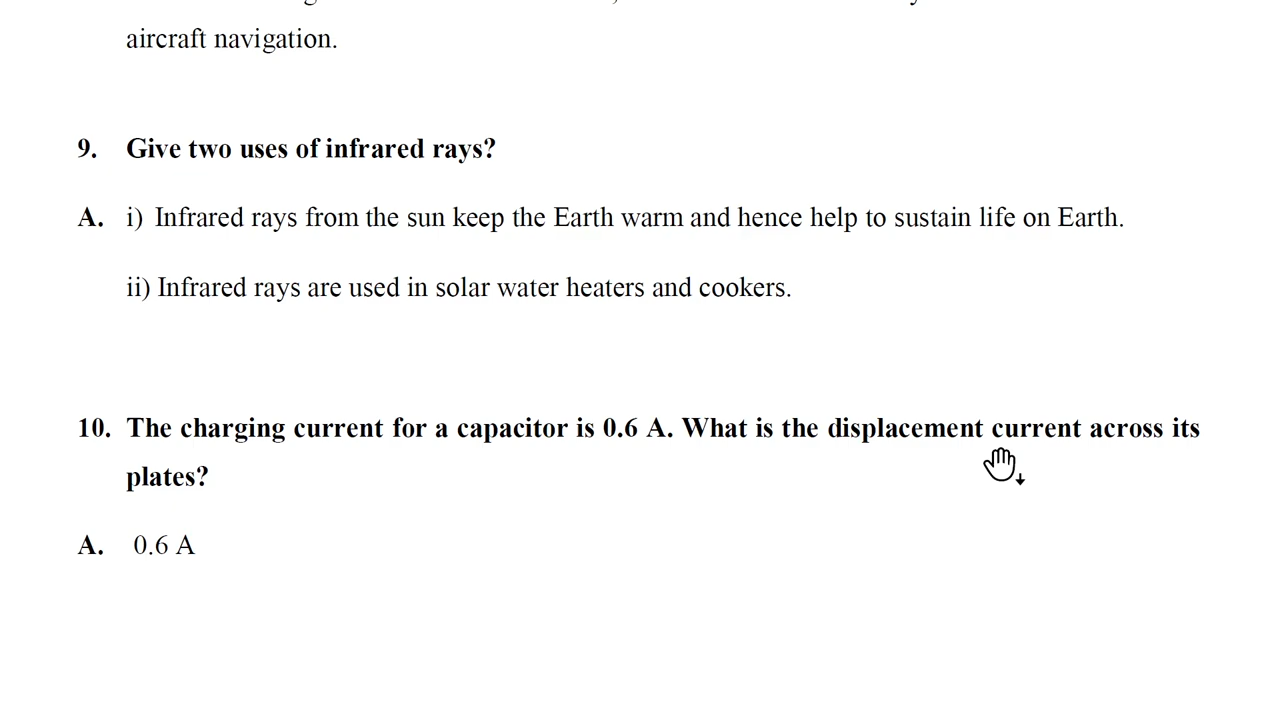 aircraft navigation.
9. Give two uses of infrared rays?
A. i) Infrared rays from the sun keep the Earth warm and hence help to sustain life on Earth.
ii) Infrared rays are used in solar water heaters and cookers.
10. The charging current for a capacitor is 0.6 A. What is the displacement current across its
plates?
A. 0.6 A